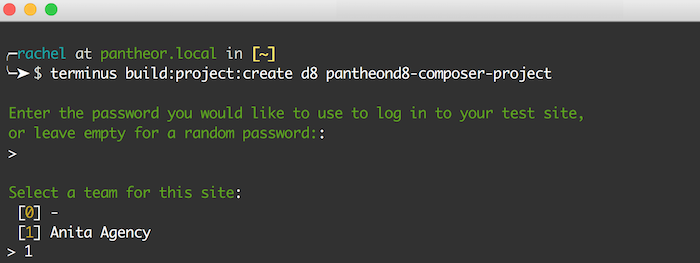 ╭─rachel at pantheor.local in [~]
╰─➤ $ terminus build:project:create d8 pantheond8-composer-project
Enter the password you would like to use to log in to your test site,
or leave empty for a random password::
>
Select a team for this site:
[0] -
[1] Anita Agency
> 1